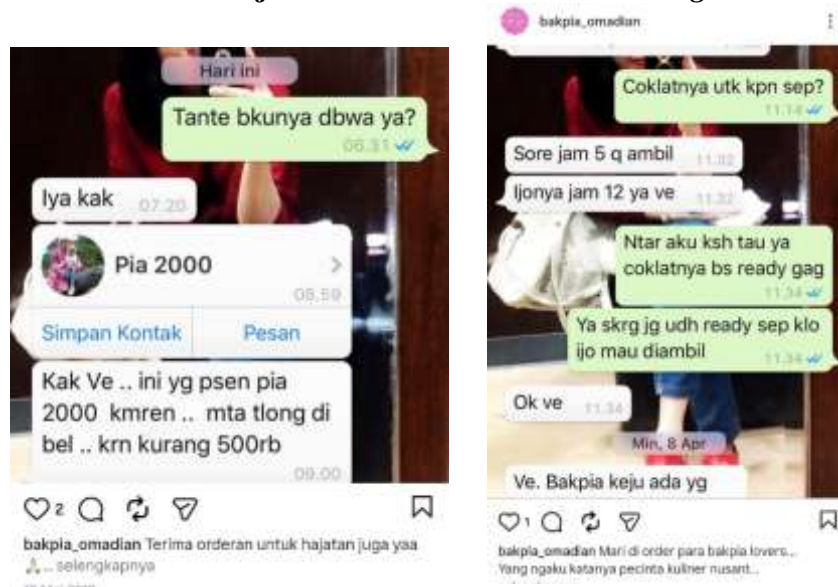 Hari ini
Tante bkunya dbwa ya?
06.31
Iya kak
07.20
Pia 2000
08.59
Simpan Kontak
Pesan
Kak Ve .. ini yg psen pia
2000 kmren .. mta tlong di
bel .. krn kurang 500rb
09.00
2
bakpia_omadian Terima orderan untuk hajatan juga yaa
... selengkapnya
bakpia_omadian
Coklatnya utk kpn sep?
11.14
Sore jam 5 q ambil
11.32
Ijonya jam 12 ya ve
11.32
Ntar aku ksh tau ya
coklatnya bs ready gag
11.34
Ya skrg jg udh ready sep klo
ijo mau diambil
11.34
Ok ve
11.34
Min, 8 Apr
Ve. Bakpia keju ada yg
1
bakpia_omadian Mari di order para bakpia lovers...
Yang ngaku katanya pecinta kuliner nusant...